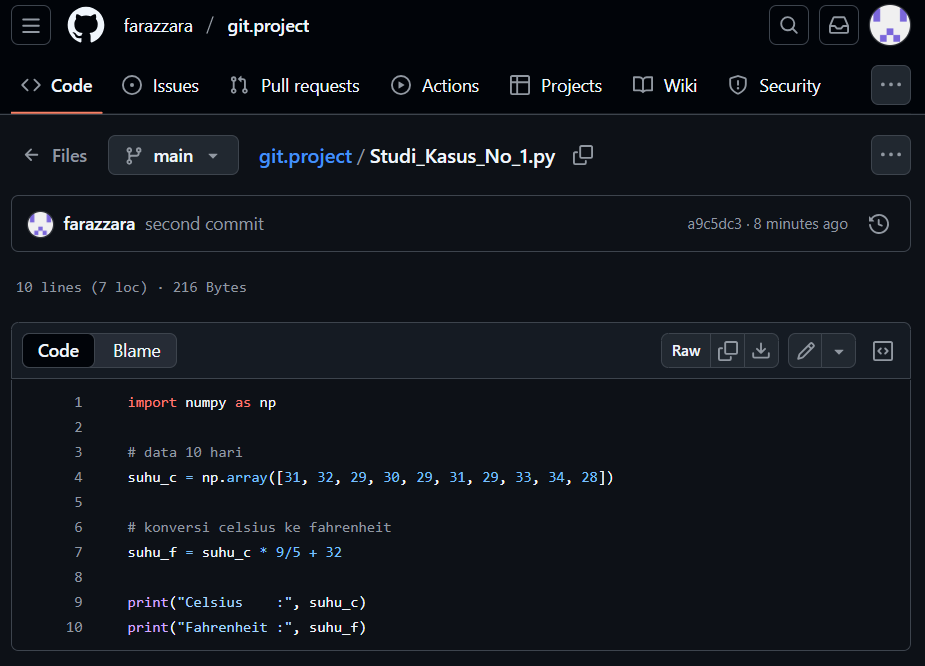 farazzara / git.project
Code Issues Pull requests Actions Projects Wiki Security
Files main git.project / Studi_Kasus_No_1.py
farazzara second commit a9c5dc3 · 8 minutes ago
10 lines (7 loc) · 216 Bytes
Code Blame Raw
1 import numpy as np
2
3 # data 10 hari
4 suhu_c = np.array([31, 32, 29, 30, 29, 31, 29, 33, 34, 28])
5
6 # konversi celsius ke fahrenheit
7 suhu_f = suhu_c * 9/5 + 32
8
9 print("Celsius    :", suhu_c)
10 print("Fahrenheit :", suhu_f)